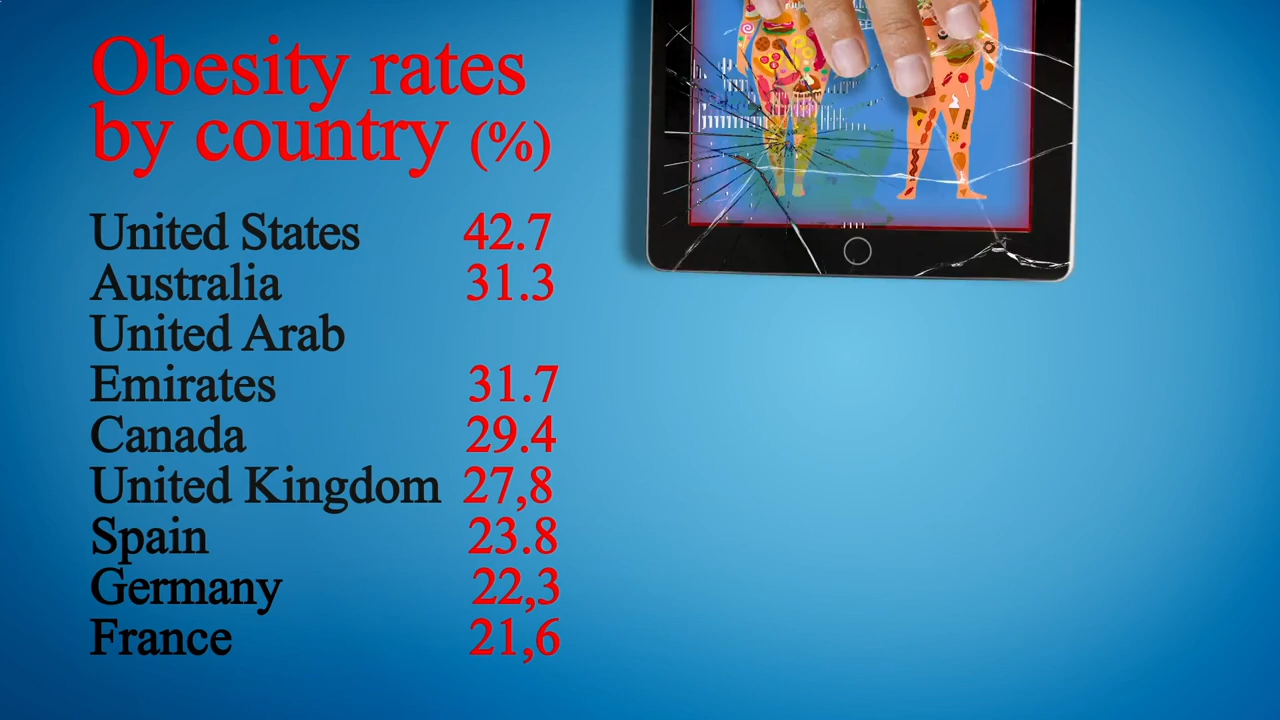 Obesity rates
by country (%)
United States 42.7
Australia 31.3
United Arab
Emirates 31.7
Canada 29.4
United Kingdom 27,8
Spain 23.8
Germany 22,3
France 21,6